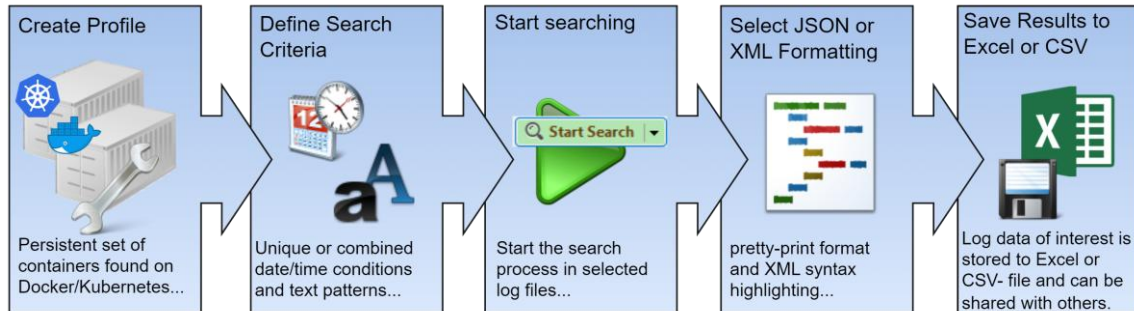 Create Profile
Persistent set of
containers found on
Docker/Kubernetes...
Define Search
Criteria
12
aA
Unique or combined
date/time conditions
and text patterns...
Start searching
Start Search
Start the search
process in selected
log files...
Select JSON or
XML Formatting
pretty-print format
and XML syntax
highlighting...
Save Results to
Excel or CSV
X
Log data of interest is
stored to Excel or
CSV- file and can be
shared with others.